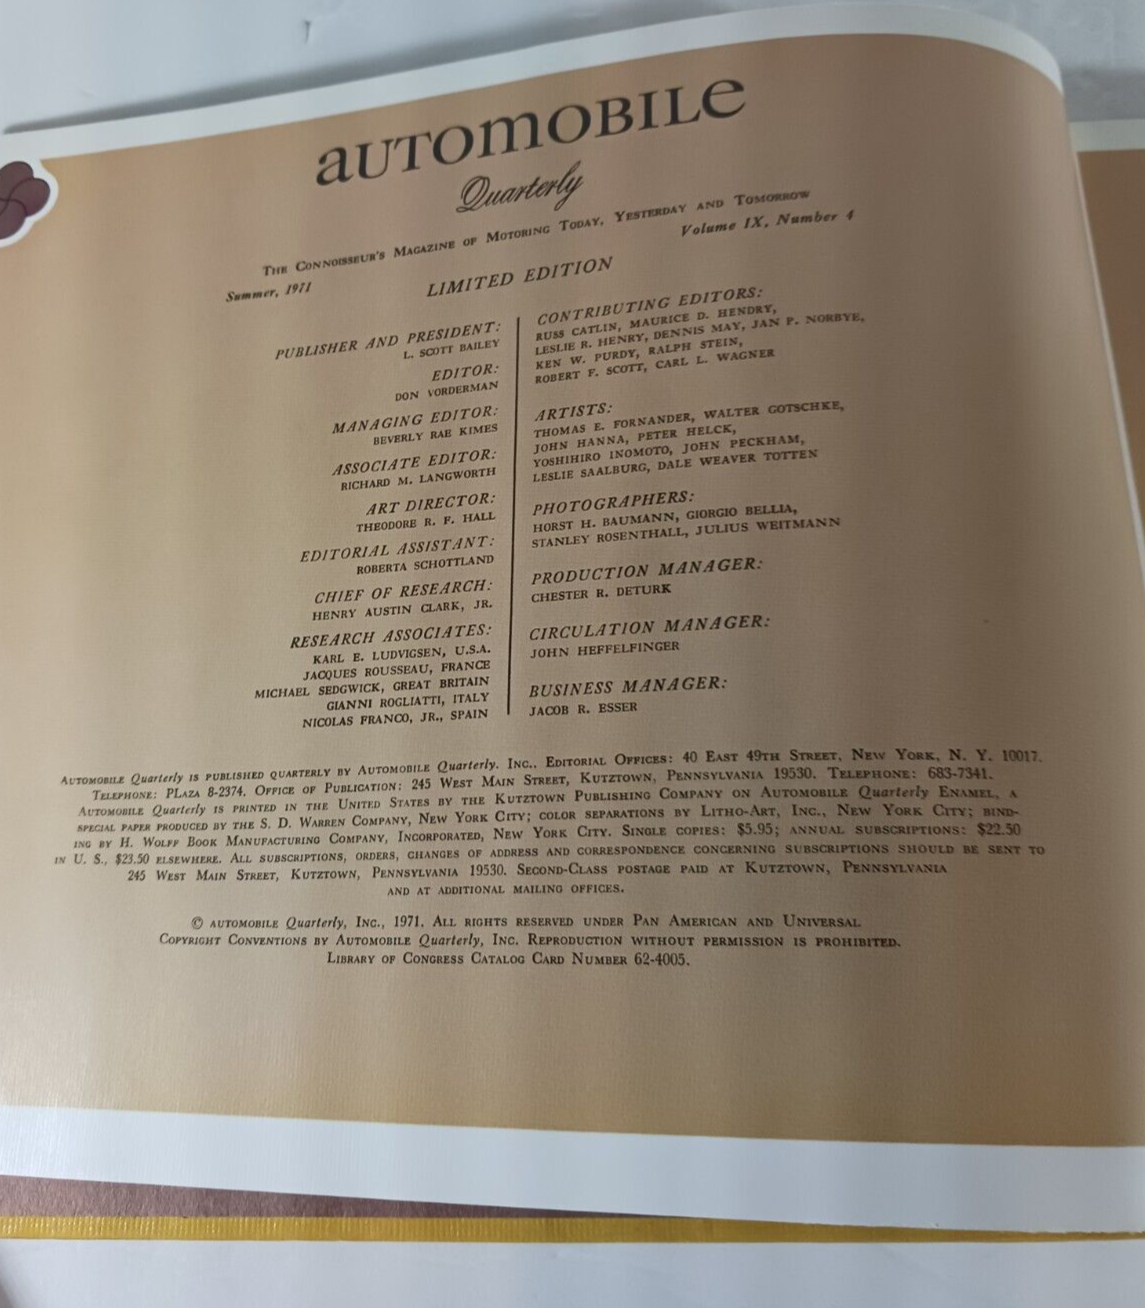 AUTOMOBILE
Quarterly
THE CONNOISSEUR'S MAGAZINE OF MOTORING TODAY, YESTERDAY AND TOMORROW
Summer, 1971
Volume IX, Number 4
LIMITED EDITION
PUBLISHER AND PRESIDENT:
L. SCOTT BAILEY
EDITOR:
DON VORDERMAN
MANAGING EDITOR:
BEVERLY RAE KIMES
ASSOCIATE EDITOR:
RICHARD M. LANGWORTH
ART DIRECTOR:
THEODORE R. F. HALL
EDITORIAL ASSISTANT:
ROBERTA SCHOTTLAND
CHIEF OF RESEARCH:
HENRY AUSTIN CLARK, JR.
RESEARCH ASSOCIATES:
KARL E. LUDVIGSEN, U.S.A.
JACQUES ROUSSEAU, FRANCE
MICHAEL SEDGWICK, GREAT BRITAIN
GIANNI ROGLIATTI, ITALY
NICOLAS FRANCO, JR., SPAIN
CONTRIBUTING EDITORS:
RUSS CATLIN, MAURICE D. HENDRY,
LESLIE R. HENRY, DENNIS MAY, JAN P. NORBYE,
KEN W. PURDY, RALPH STEIN,
ROBERT F. SCOTT, CARL L. WAGNER
ARTISTS:
THOMAS E. FORNANDER, WALTER GOTSCHKE,
JOHN HANNA, PETER HELCK,
YOSHIHIRO INOMOTO, JOHN PECKHAM,
LESLIE SAALBURG, DALE WEAVER TOTTEN
PHOTOGRAPHERS:
HORST H. BAUMANN, GIORGIO BELLIA,
STANLEY ROSENTHALL, JULIUS WEITMANN
PRODUCTION MANAGER:
CHESTER R. DETURK
CIRCULATION MANAGER:
JOHN HEFFELFINGER
BUSINESS MANAGER:
JACOB R. ESSER
AUTOMOBILE Quarterly IS PUBLISHED QUARTERLY BY AUTOMOBILE Quarterly, INC., EDITORIAL OFFICES: 40 EAST 49TH STREET, NEW YORK, N. Y. 10017.
TELEPHONE: PLAZA 8-2374. OFFICE OF PUBLICATION: 245 WEST MAIN STREET, KUTZTOWN, PENNSYLVANIA 19530. TELEPHONE: 683-7341.
AUTOMOBILE Quarterly IS PRINTED IN THE UNITED STATES BY THE KUTZTOWN PUBLISHING COMPANY ON AUTOMOBILE Quarterly ENAMEL, A
SPECIAL PAPER PRODUCED BY THE S. D. WARREN COMPANY, NEW YORK CITY; COLOR SEPARATIONS BY LITHO-ART, INC., NEW YORK CITY; BIND-
ING BY H. WOLFF BOOK MANUFACTURING COMPANY, INCORPORATED, NEW YORK CITY. SINGLE COPIES: $5.95; ANNUAL SUBSCRIPTIONS: $22.50
IN U. S., $23.50 ELSEWHERE. ALL SUBSCRIPTIONS, ORDERS, CHANGES OF ADDRESS AND CORRESPONDENCE CONCERNING SUBSCRIPTIONS SHOULD BE SENT TO
245 WEST MAIN STREET, KUTZTOWN, PENNSYLVANIA 19530. SECOND-CLASS POSTAGE PAID AT KUTZTOWN, PENNSYLVANIA
AND AT ADDITIONAL MAILING OFFICES.
© AUTOMOBILE Quarterly, INC., 1971. ALL RIGHTS RESERVED UNDER PAN AMERICAN AND UNIVERSAL
COPYRIGHT CONVENTIONS BY AUTOMOBILE Quarterly, INC. REPRODUCTION WITHOUT PERMISSION IS PROHIBITED.
LIBRARY OF CONGRESS CATALOG CARD NUMBER 62-4005.